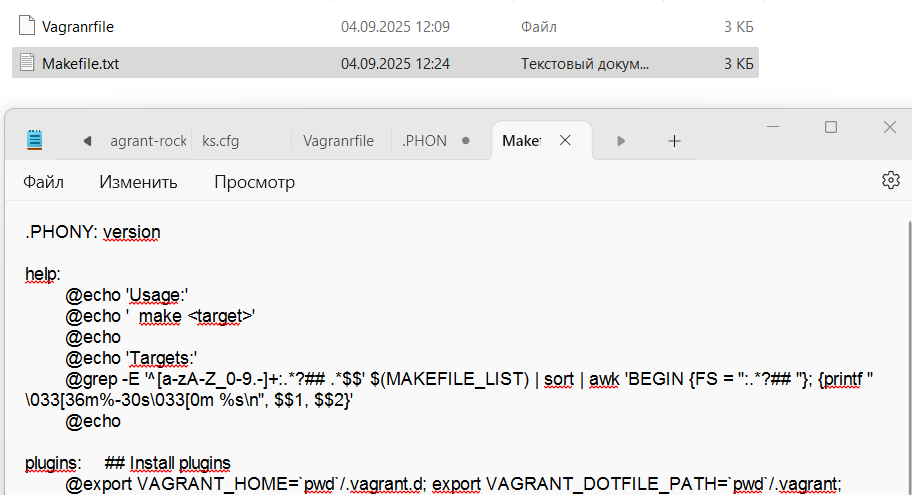 Vagranrfile 04.09.2025 12:09 Файл 3 КБ
Makefile.txt 04.09.2025 12:24 Текстовый докум... 3 КБ
agrant-rock ks.cfg Vagranrfile .PHON Makef
Файл Изменить Просмотр
.PHONY: version
help:
@echo 'Usage:'
@echo '  make <target>'
@echo
@echo 'Targets:'
@grep -E '^[a-zA-Z_0-9.-]+:.*?## .*$$' $(MAKEFILE_LIST) | sort | awk 'BEGIN {FS = ":.*?## "}; {printf "
\033[36m%-30s\033[0m %s\n", $$1, $$2}'
@echo
plugins:     ## Install plugins
@export VAGRANT_HOME=`pwd`/.vagrant.d; export VAGRANT_DOTFILE_PATH=`pwd`/.vagrant;